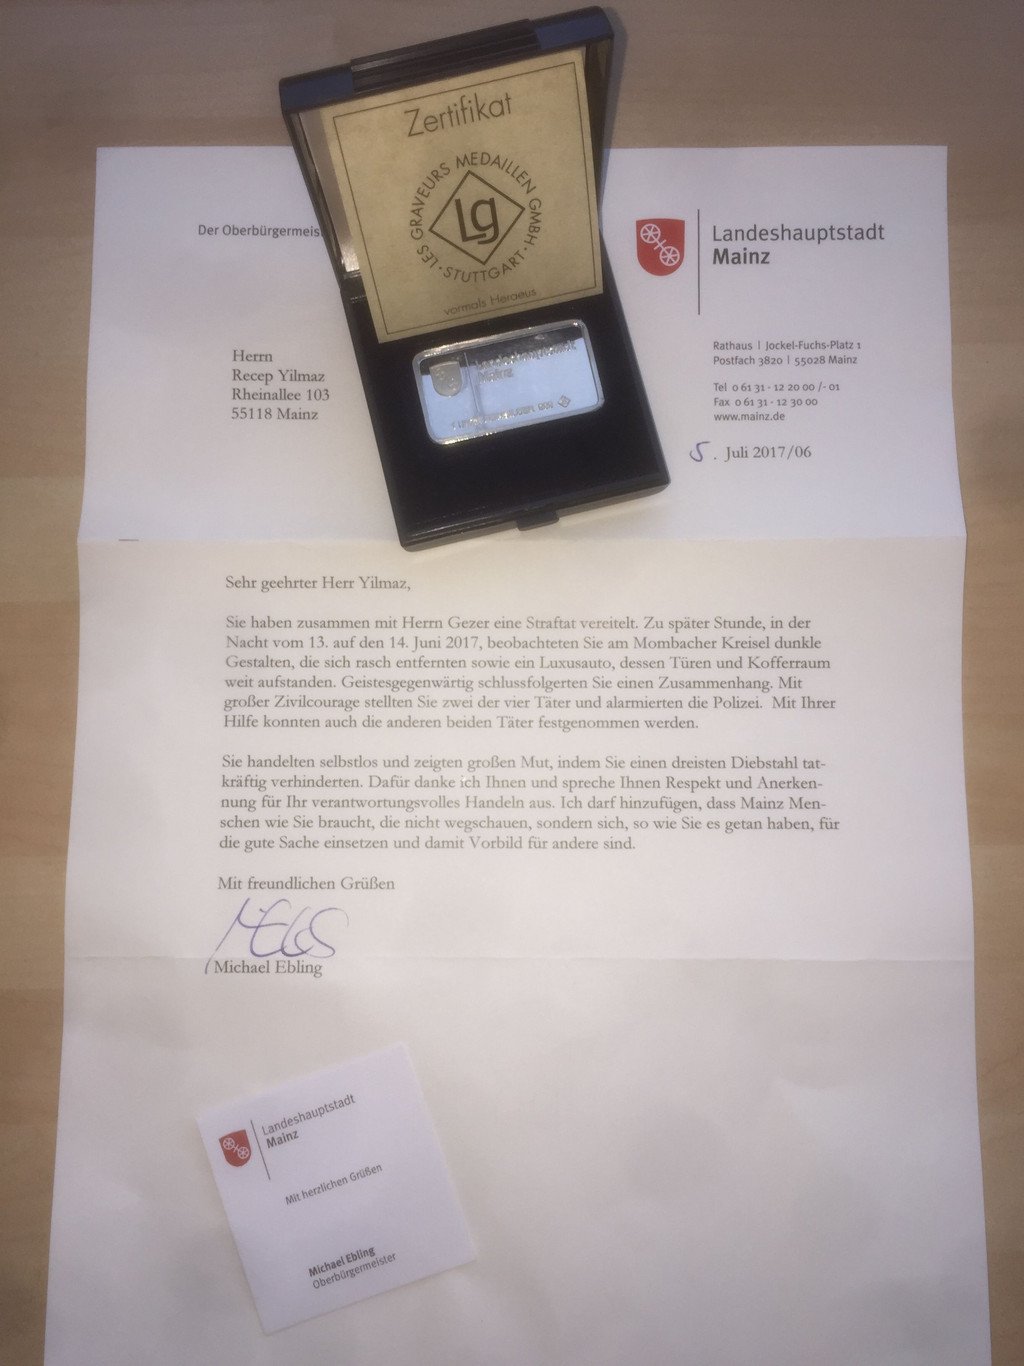 Zertifikat
LES GRAVEURS MEDAILLEN GMBH · STUTTGART ·
Lg
vormals Heraeus
Landeshauptstadt
Mainz
999
Der Oberbürgermeis
Landeshauptstadt
Mainz
Rathaus | Jockel-Fuchs-Platz 1
Postfach 3820 | 55028 Mainz
Tel 0 61 31 - 12 20 00 /- 01
Fax 0 61 31 - 12 30 00
www.mainz.de
Herrn
Recep Yilmaz
Rheinallee 103
55118 Mainz
5. Juli 2017/06
Sehr geehrter Herr Yilmaz,
Sie haben zusammen mit Herrn Gezer eine Straftat vereitelt. Zu später Stunde, in der
Nacht vom 13. auf den 14. Juni 2017, beobachteten Sie am Mombacher Kreisel dunkle
Gestalten, die sich rasch entfernten sowie ein Luxusauto, dessen Türen und Kofferraum
weit aufstanden. Geistesgegenwärtig schlussfolgerten Sie einen Zusammenhang. Mit
großer Zivilcourage stellten Sie zwei der vier Täter und alarmierten die Polizei. Mit Ihrer
Hilfe konnten auch die anderen beiden Täter festgenommen werden.
Sie handelten selbstlos und zeigten großen Mut, indem Sie einen dreisten Diebstahl tat-
kräftig verhinderten. Dafür danke ich Ihnen und spreche Ihnen Respekt und Anerken-
nung für Ihr verantwortungsvolles Handeln aus. Ich darf hinzufügen, dass Mainz Men-
schen wie Sie braucht, die nicht wegschauen, sondern sich, so wie Sie es getan haben, für
die gute Sache einsetzen und damit Vorbild für andere sind.
Mit freundlichen Grüßen
Michael Ebling
Landeshauptstadt
Mainz
Mit herzlichen Grüßen
Michael Ebling
Oberbürgermeister